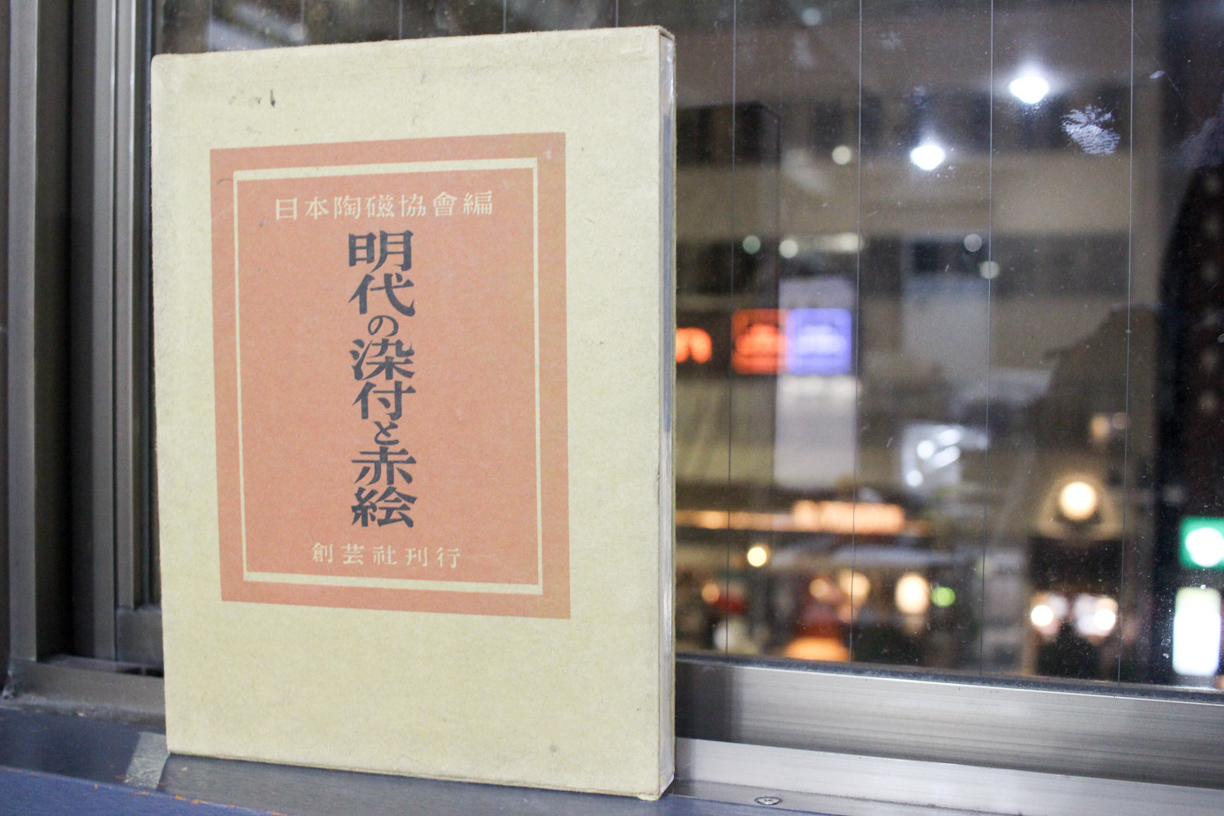 日本陶磁協會編
明代の染付と赤絵
創芸社刊行